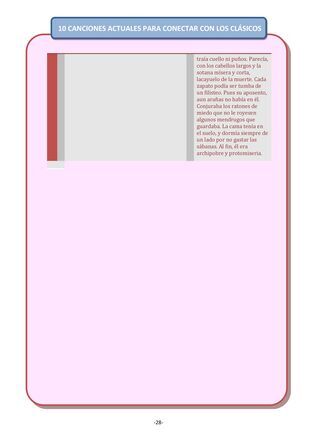 10 CANCIONES ACTUALES PARA CONECTAR CON LOS CLÁSICOS
traía cuello ni puños. Parecía,
con los cabellos largos y la
sotana mísera y corta,
lacayuelo de la muerte. Cada
zapato podía ser tumba de
un filisteo. Pues su aposento,
aun arañas no había en él.
Conjuraba los ratones de
miedo que no le royesen
algunos mendrugos que
guardaba. La cama tenía en
el suelo, y dormía siempre de
un lado por no gastar las
sábanas. Al fin, él era
archipobre y protomiseria.
-28-